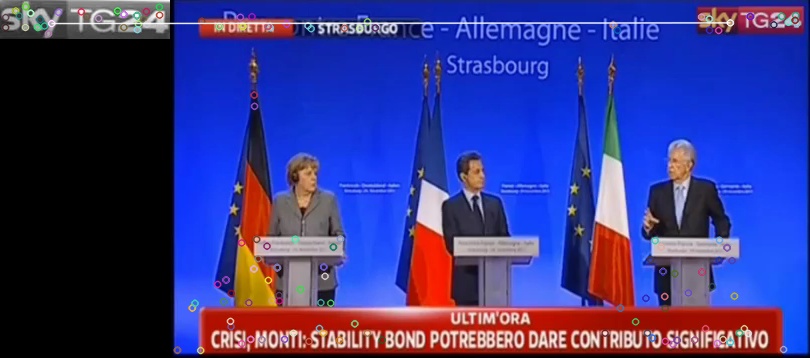 sky TG24
IN DIRETTA
STRASBURGO
France - Allemagne - Italie
sky TG24
Strasbourg
ULTIM'ORA
CRISI, MONTI: STABILITY BOND POTREBBERO DARE CONTRIBUTO SIGNIFICATIVO